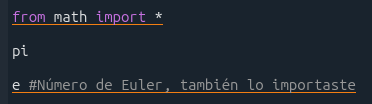 from math import *
pi
e #Número de Euler, también lo importaste